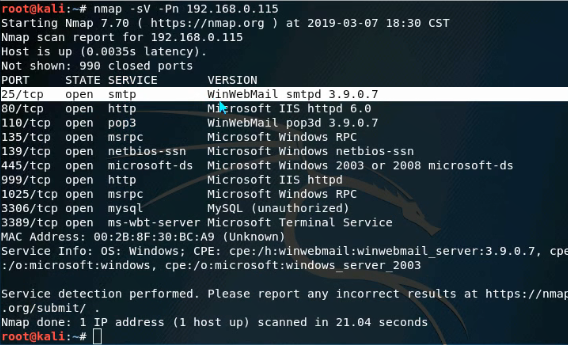 root@kali:~# nmap -sV -Pn 192.168.0.115
Starting Nmap 7.70 ( https://nmap.org ) at 2019-03-07 18:30 CST
Nmap scan report for 192.168.0.115
Host is up (0.0035s latency).
Not shown: 990 closed ports
PORT     STATE SERVICE       VERSION
25/tcp   open  smtp          WinWebMail smtpd 3.9.0.7
80/tcp   open  http          Microsoft IIS httpd 6.0
110/tcp  open  pop3          WinWebMail pop3d 3.9.0.7
135/tcp  open  msrpc         Microsoft Windows RPC
139/tcp  open  netbios-ssn   Microsoft Windows netbios-ssn
445/tcp  open  microsoft-ds  Microsoft Windows 2003 or 2008 microsoft-ds
999/tcp  open  http          Microsoft IIS httpd
1025/tcp open  msrpc         Microsoft Windows RPC
3306/tcp open  mysql         MySQL (unauthorized)
3389/tcp open  ms-wbt-server Microsoft Terminal Service
MAC Address: 00:2B:8F:30:BC:A9 (Unknown)
Service Info: OS: Windows; CPE: cpe:/h:winwebmail:winwebmail_server:3.9.0.7, cpe
:/o:microsoft:windows, cpe:/o:microsoft:windows_server_2003

Service detection performed. Please report any incorrect results at https://nmap
.org/submit/ .
Nmap done: 1 IP address (1 host up) scanned in 21.04 seconds
root@kali:~#